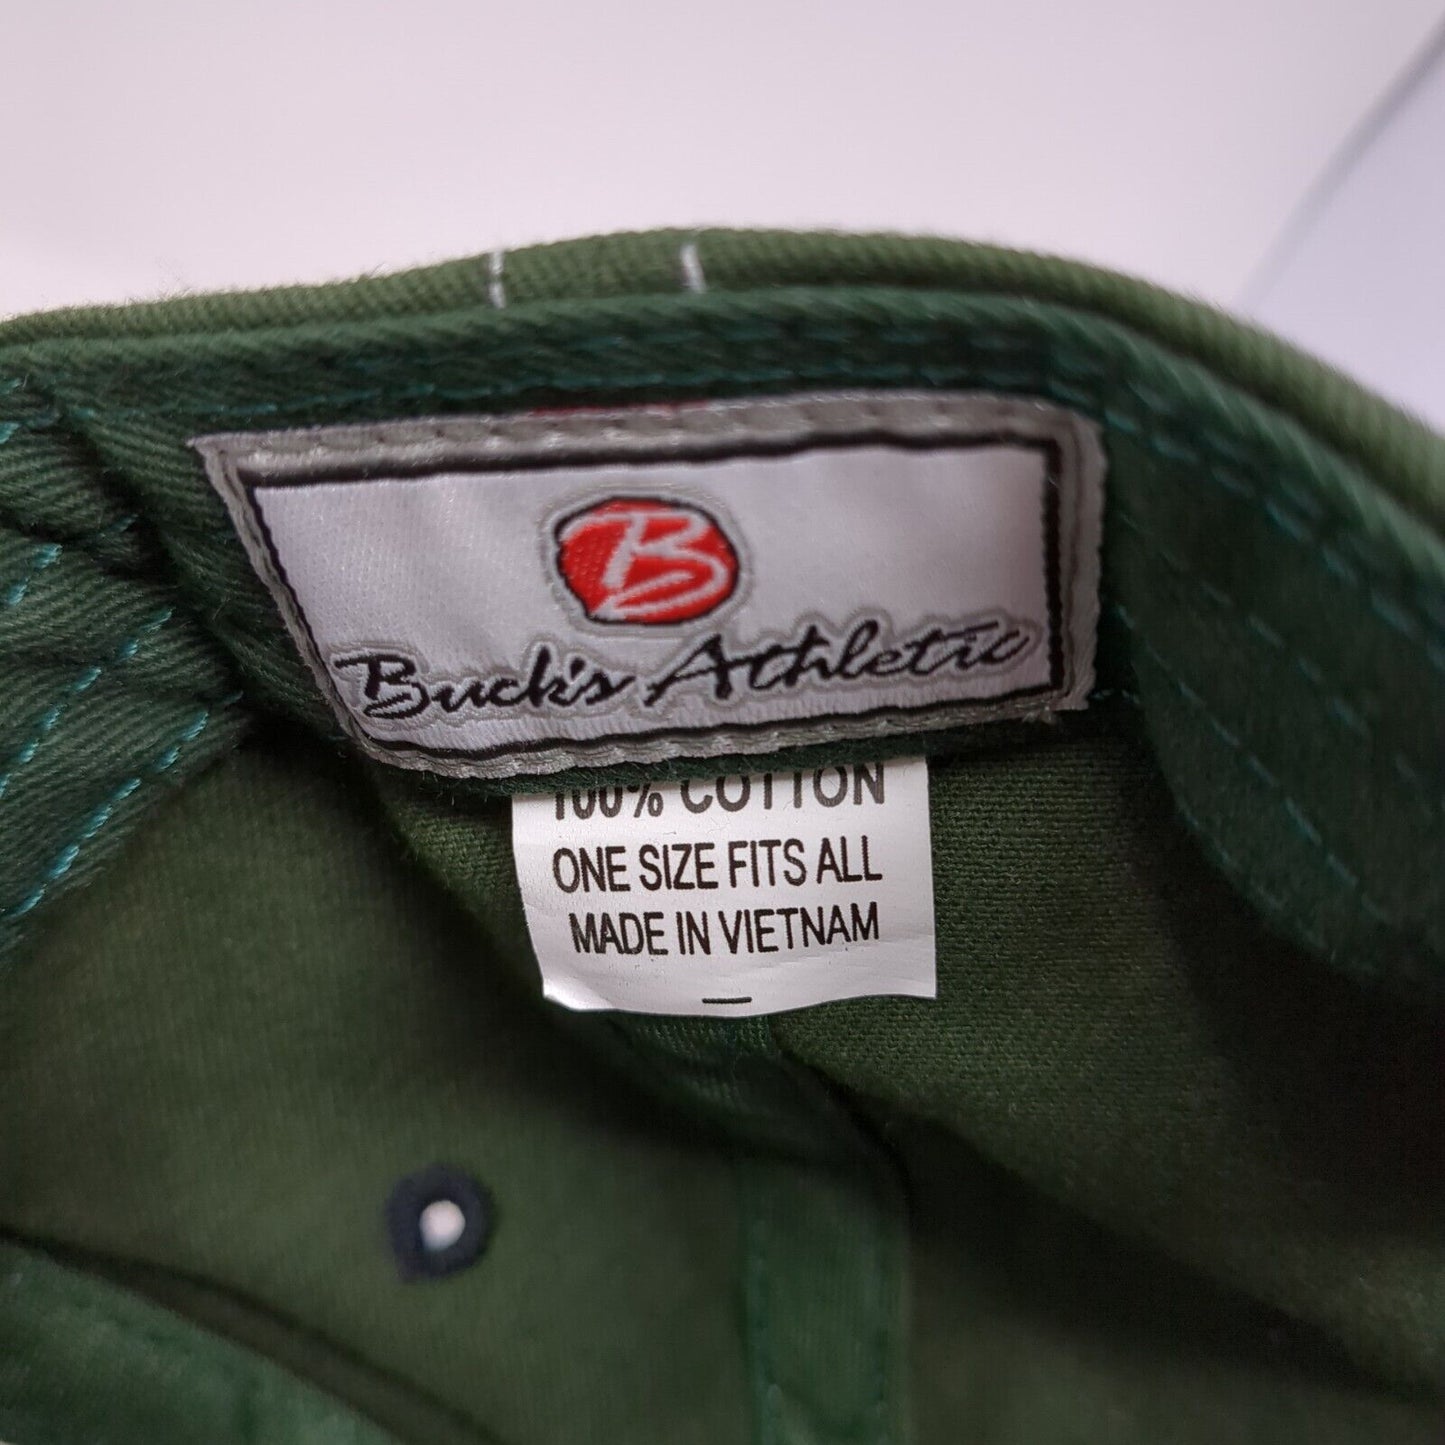 B
Buck's Athletic
100% COTTON
ONE SIZE FITS ALL
MADE IN VIETNAM